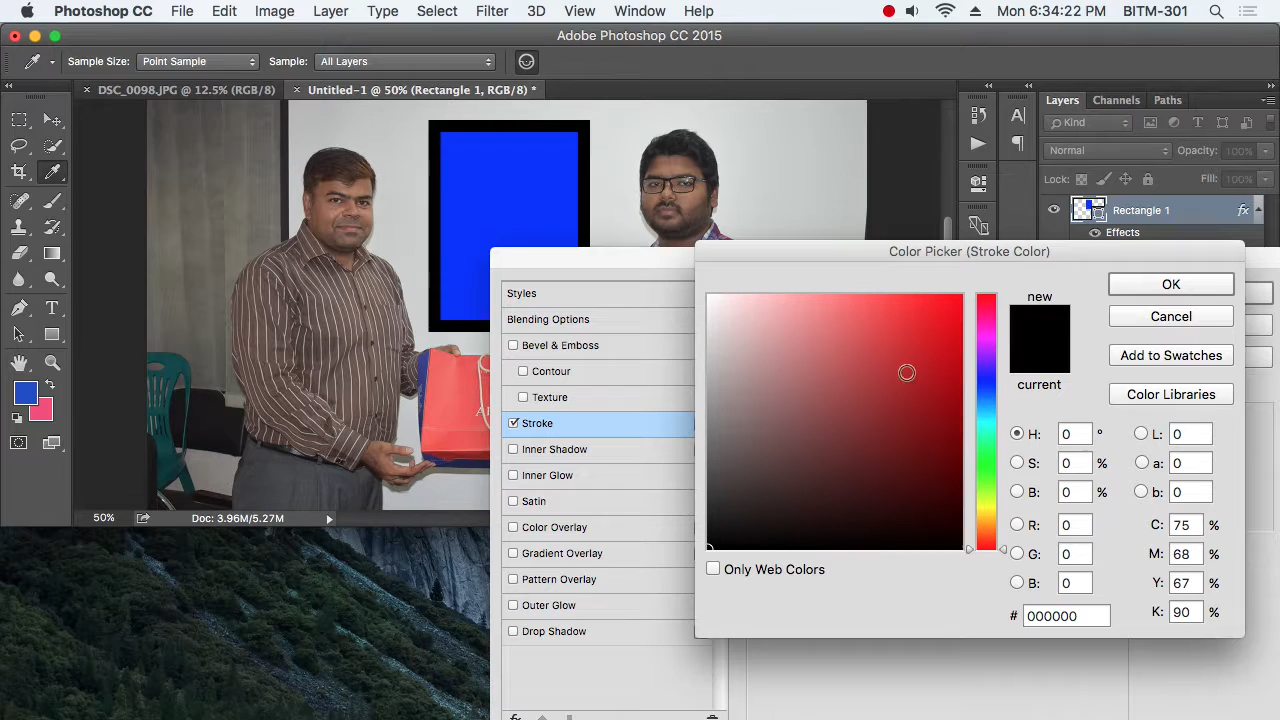 Photoshop CC File Edit Image Layer Type Select Filter 3D View Window Help Mon 6:34:22 PM BITM-301
Adobe Photoshop CC 2015
Sample Size: Point Sample Sample: All Layers
DSC_0098.JPG @ 12.5% (RGB/8) Untitled-1 @ 50% (Rectangle 1, RGB/8) *
Layers Channels Paths
Kind
Normal Opacity: 100%
Lock: Fill: 100%
Rectangle 1 fx
Effects
50% Doc: 3.96M/5.27M
Styles
Blending Options
Bevel & Emboss
Contour
Texture
Stroke
Inner Shadow
Inner Glow
Satin
Color Overlay
Gradient Overlay
Pattern Overlay
Outer Glow
Drop Shadow
fx
Color Picker (Stroke Color)
new
current
OK
Cancel
Add to Swatches
Color Libraries
H: 0 ° L: 0
S: 0 % a: 0
B: 0 % b: 0
R: 0 C: 75 %
G: 0 M: 68 %
B: 0 Y: 67 %
# 000000 K: 90 %
Only Web Colors